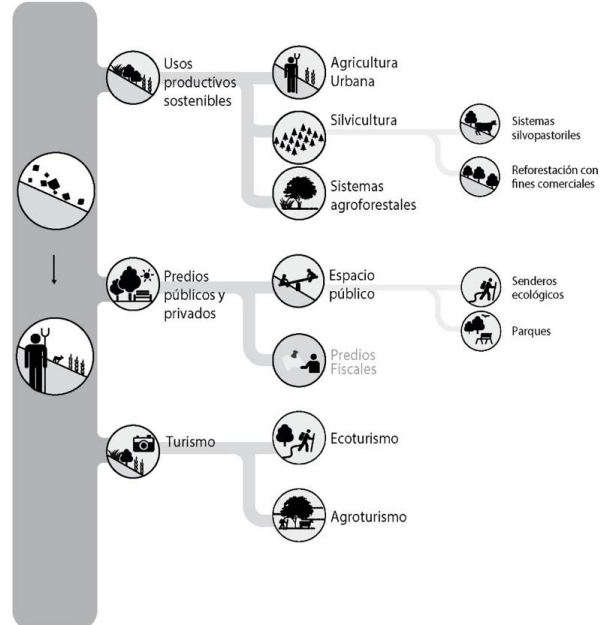 Usos
productivos
sostenibles
Agricultura
Urbana
Silvicultura
Sistemas
silvopastoriles
Reforestación con
fines comerciales
Sistemas
agroforestales
Predios
públicos y
privados
Espacio
público
Senderos
ecológicos
Parques
Predios
Fiscales
Turismo
Ecoturismo
Agroturismo